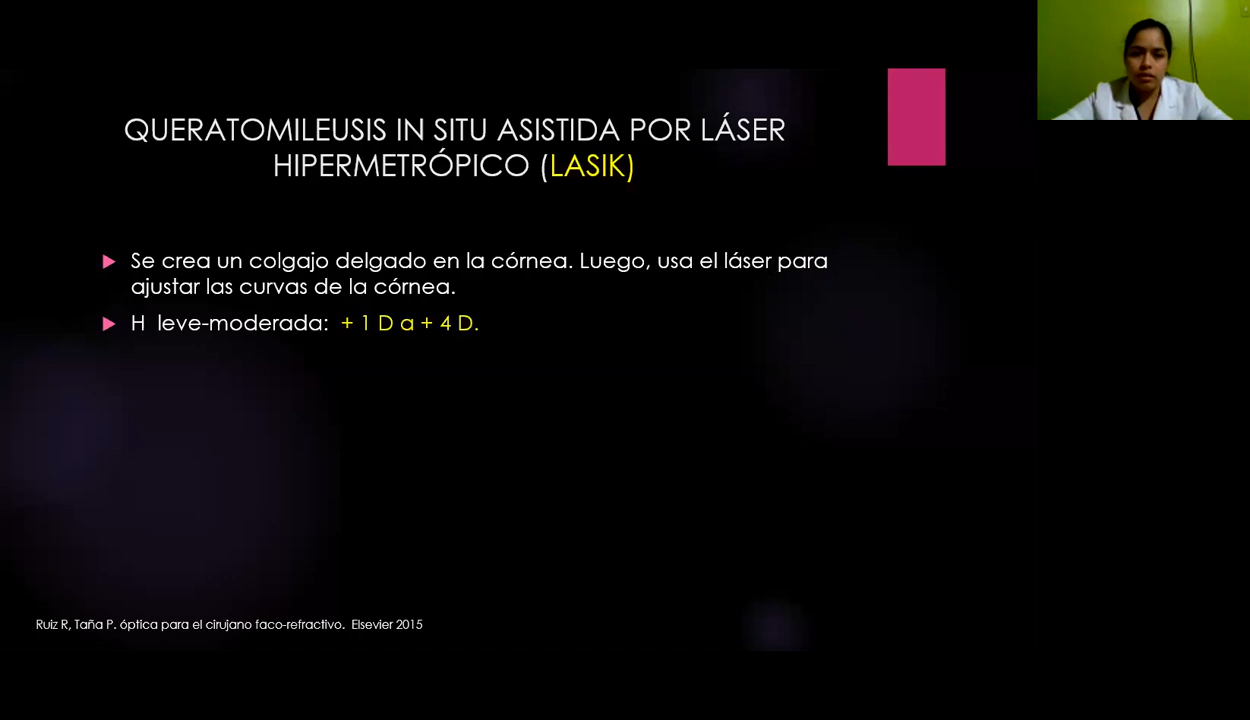 QUERATOMILEUSIS IN SITU ASISTIDA POR LÁSER
HIPERMETRÓPICO (LASIK)
Se crea un colgajo delgado en la córnea. Luego, usa el láser para
ajustar las curvas de la córnea.
H leve-moderada: + 1 D a + 4 D.
Ruiz R, Taña P. óptica para el cirujano faco-refractivo. Elsevier 2015